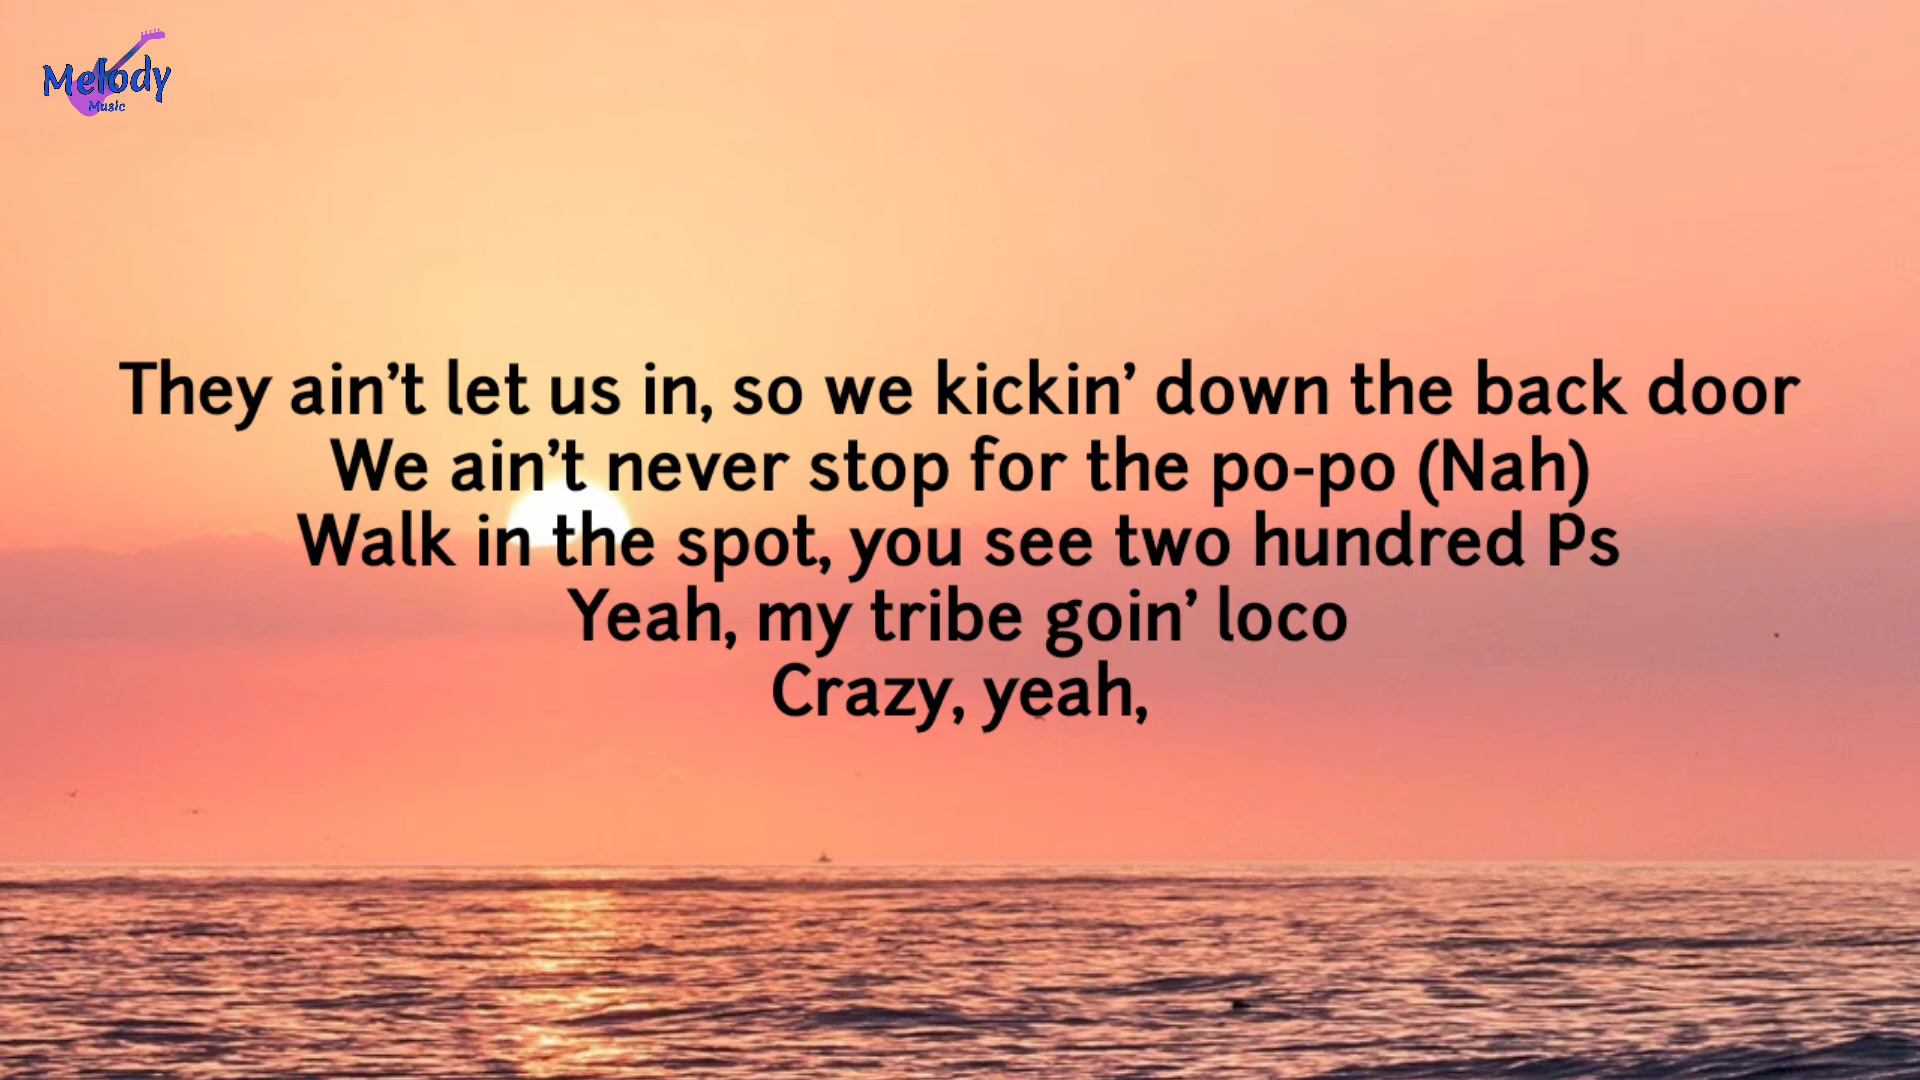 Melody
Music
They ain’t let us in, so we kickin’ down the back door
We ain’t never stop for the po-po (Nah)
Walk in the spot, you see two hundred Ps
Yeah, my tribe goin’ loco
Crazy, yeah,